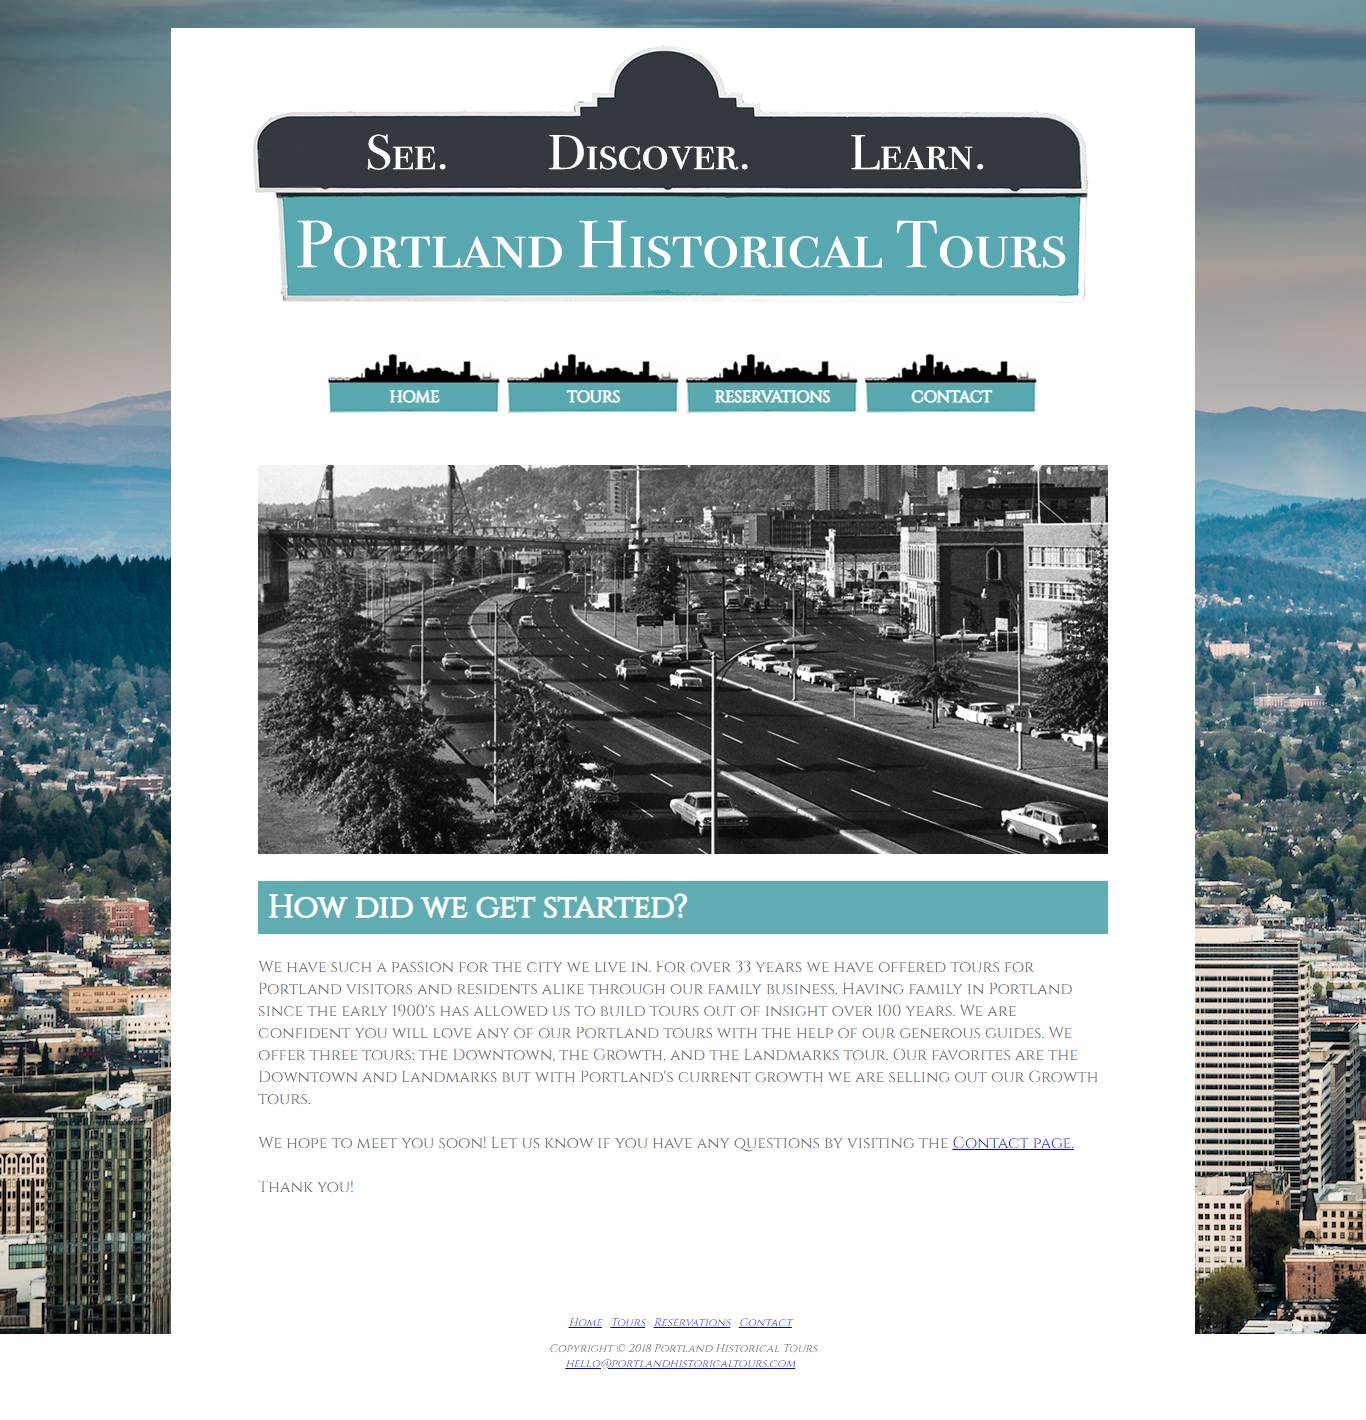 See. Discover. Learn.
Portland Historical Tours
HOME TOURS RESERVATIONS CONTACT
How did we get started?
We have such a passion for the city we live in. For over 33 years we have offered tours for
Portland visitors and residents alike through our family business. Having family in Portland
since the early 1900's has allowed us to build tours out of insight over 100 years. We are
confident you will love any of our Portland tours with the help of our generous guides. We
offer three tours: the Downtown, the Growth, and the Landmarks tour. Our favorites are the
Downtown and Landmarks but with Portland's current growth we are selling out our Growth
tours.
We hope to meet you soon! Let us know if you have any questions by visiting the Contact page.
Thank you!
Home Tours Reservations Contact
Copyright © 2018 Portland Historical Tours
hello@portlandhistoricaltours.com